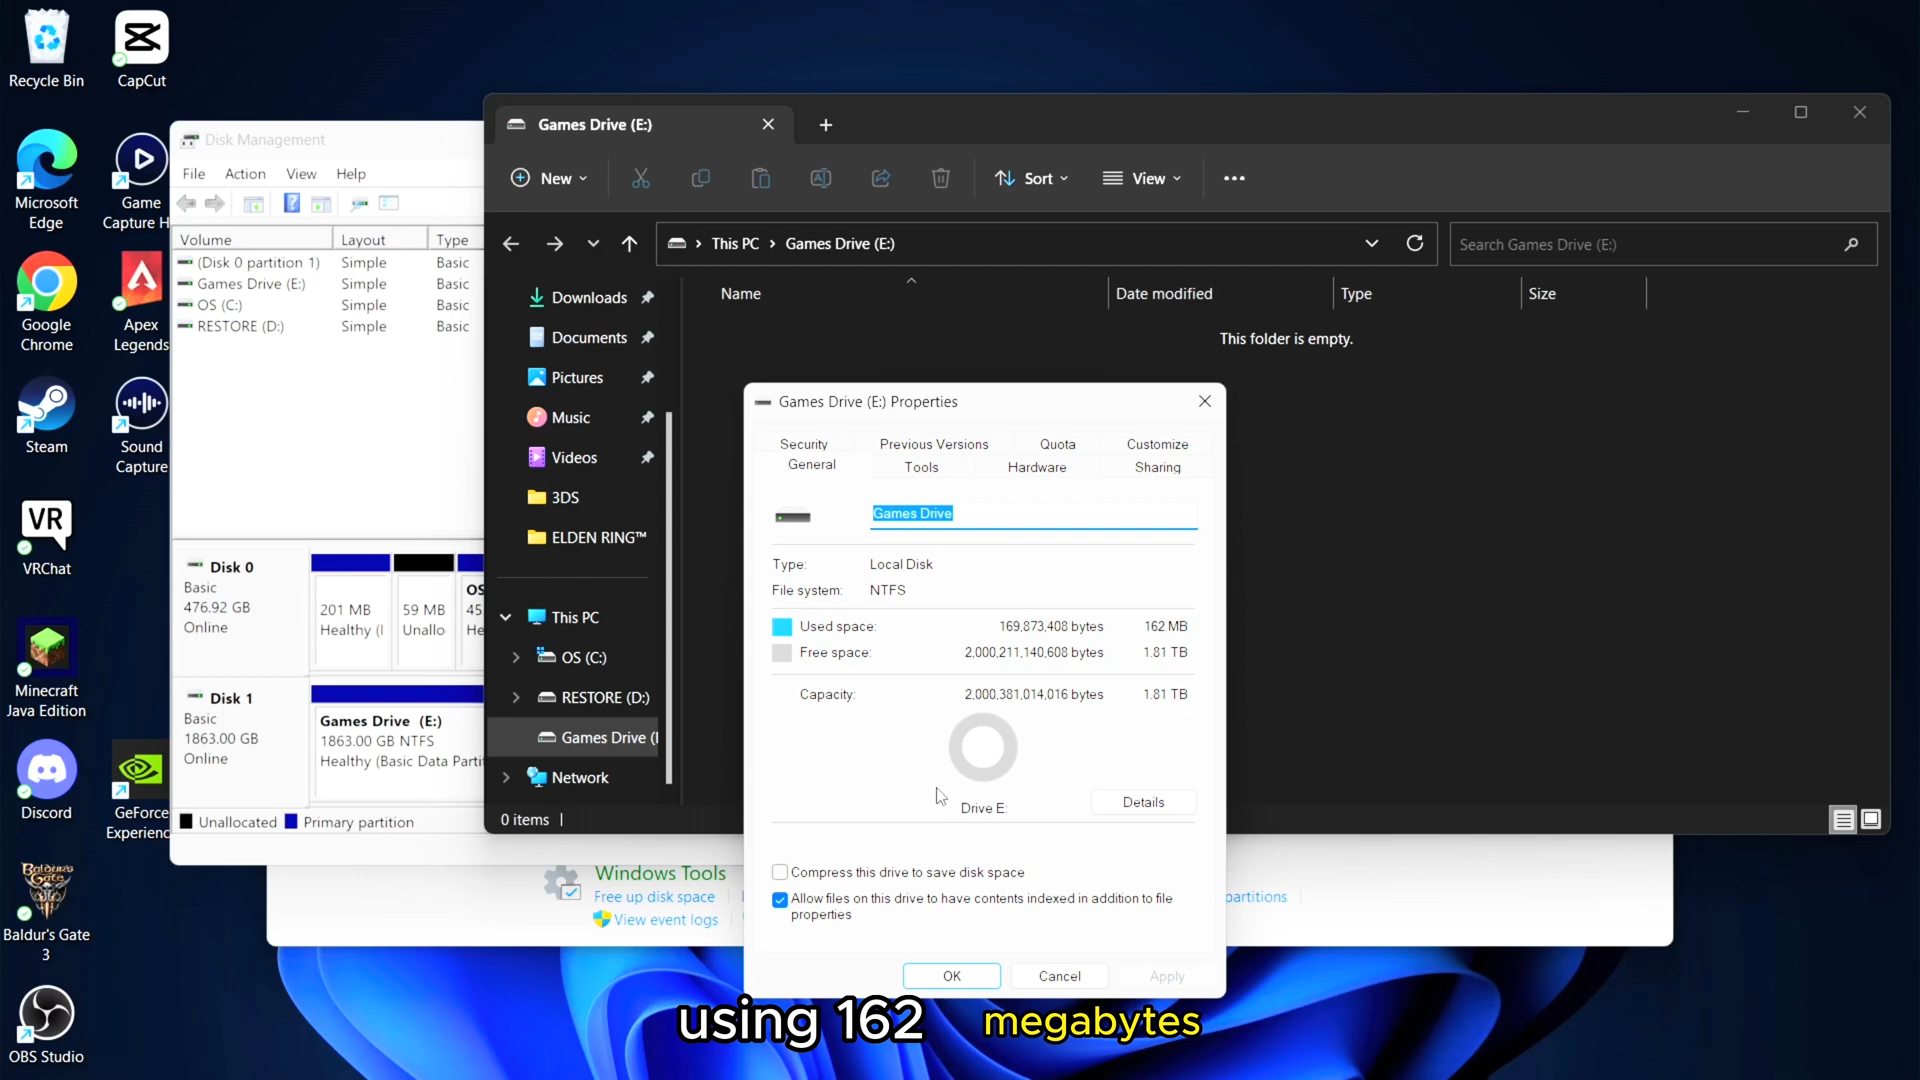 Recycle Bin
CapCut
Microsoft
Edge
Game
Capture H
Google
Chrome
Apex
Legends
Steam
Sound
Capture
VR
VRChat
Minecraft
Java Edition
Discord
GeForce
Experienc
Baldur's Gate
3
OBS Studio
Disk Management
File Action View Help
Volume Layout Type
(Disk 0 partition 1) Simple Basic
Games Drive (E:) Simple Basic
OS (C:) Simple Basic
RESTORE (D:) Simple Basic
Disk 0
Basic
476.92 GB
Online
201 MB
Healthy (I
59 MB
Unallo
OS
45
He
Disk 1
Basic
1863.00 GB
Online
Games Drive (E:)
1863.00 GB NTFS
Healthy (Basic Data Parti
Unallocated Primary partition
Games Drive (E:)
New Sort View
This PC Games Drive (E:)
Search Games Drive (E:)
Downloads
Documents
Pictures
Music
Videos
3DS
ELDEN RING™
This PC
OS (C:)
RESTORE (D:)
Games Drive (
Network
Name Date modified Type Size
This folder is empty.
0 items
Games Drive (E:) Properties
Security Previous Versions Quota Customize
General Tools Hardware Sharing
Games Drive
Type: Local Disk
File system: NTFS
Used space: 169,873,408 bytes 162 MB
Free space: 2,000,211,140,608 bytes 1.81 TB
Capacity: 2,000,381,014,016 bytes 1.81 TB
Drive E:
Details
Compress this drive to save disk space
Allow files on this drive to have contents indexed in addition to file
properties
OK Cancel Apply
Windows Tools
Free up disk space
partitions
View event logs
using 162 megabytes